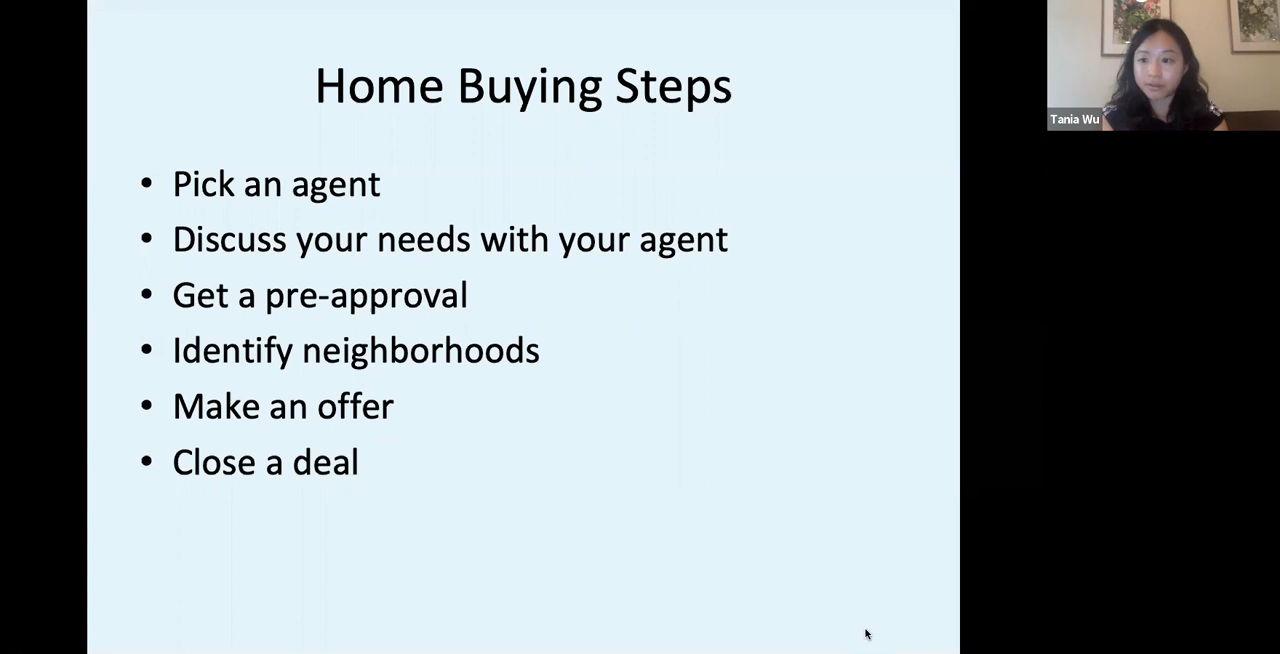 Home Buying Steps
• Pick an agent
• Discuss your needs with your agent
• Get a pre-approval
• Identify neighborhoods
• Make an offer
• Close a deal
Tania Wu